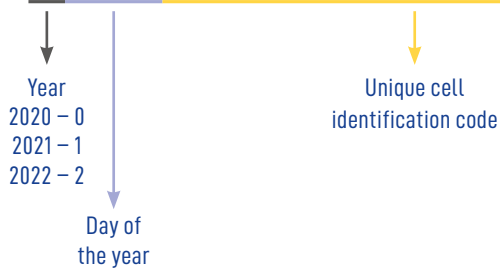 Year
2020 – 0
2021 – 1
2022 – 2
Unique cell
identification code
Day of
the year